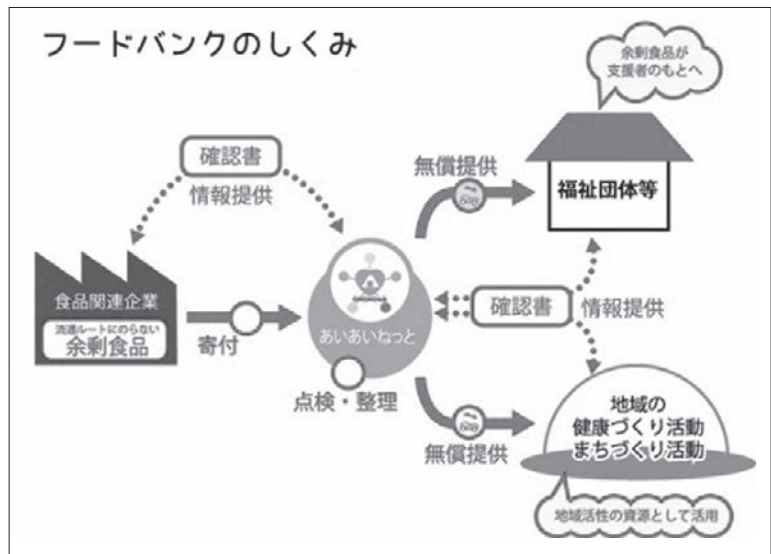 フードバンクのしくみ
余剰食品が
支援者のもとへ
確認書
情報提供
無償提供
福祉団体等
食品関連企業
流通ルートにのらない
余剰食品
寄付
あいあいねっと
点検・整理
確認書
情報提供
無償提供
地域の
健康づくり活動
まちづくり活動
地域活性の資源として活用